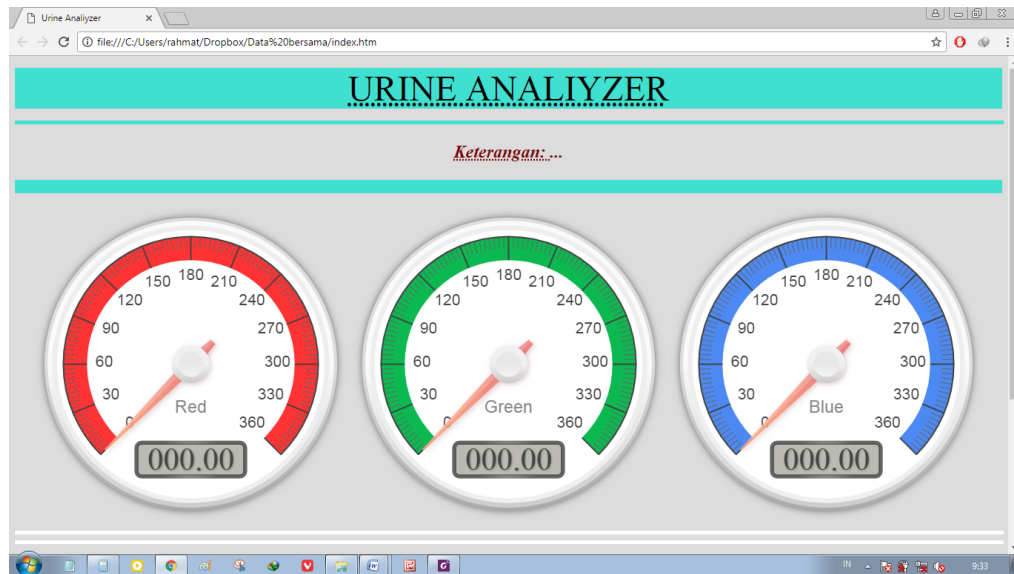 Urine Analiyzer
file:///C:/Users/rahmat/Dropbox/Data%20bersama/index.htm
URINE ANALIYZER
Keterangan: ...
0 30 60 90 120 150 180 210 240 270 300 330 360
Red
000.00
0 30 60 90 120 150 180 210 240 270 300 330 360
Green
000.00
0 30 60 90 120 150 180 210 240 270 300 330 360
Blue
000.00
IN
9:33